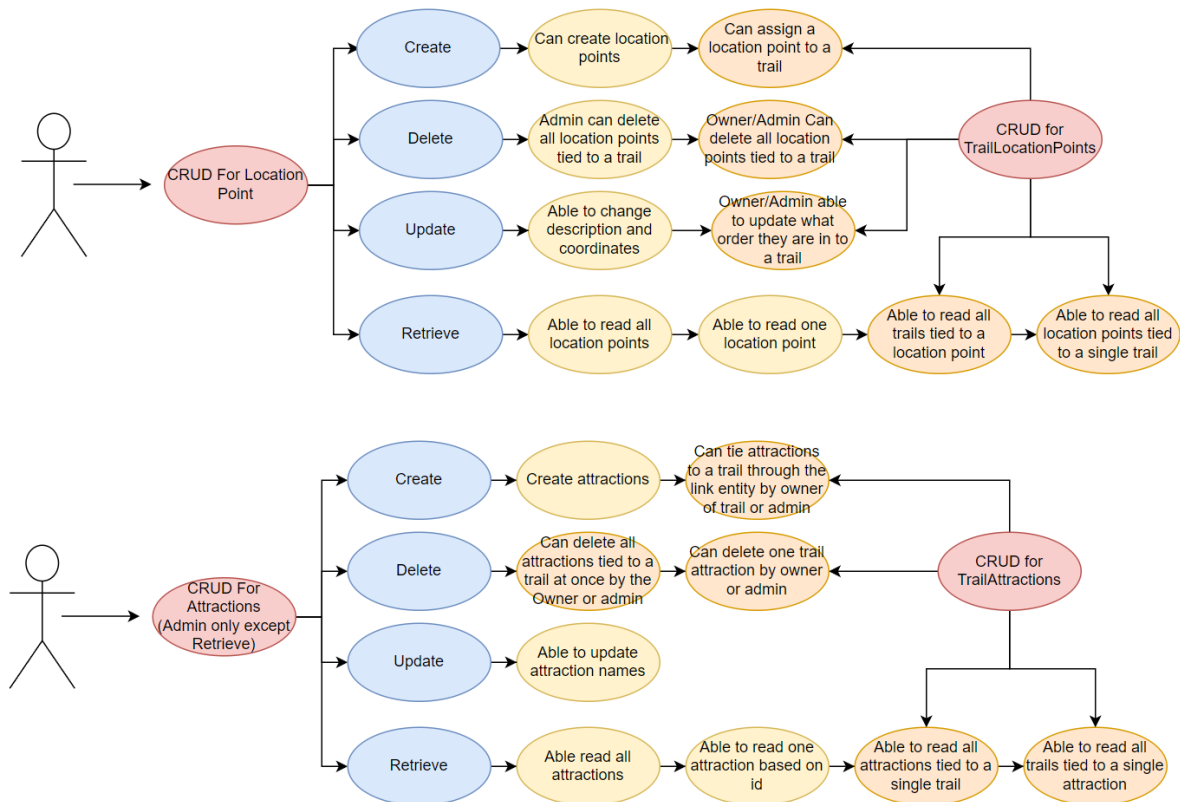 Create
Can create location
points
Can assign a
location point to a
trail
CRUD For Location
Point
Delete
Admin can delete
all location points
tied to a trail
Owner/Admin Can
delete all location
points tied to a trail
CRUD for
TrailLocationPoints
Update
Able to change
description and
coordinates
Owner/Admin able
to update what
order they are in to
a trail
Retrieve
Able to read all
location points
Able to read one
location point
Able to read all
trails tied to a
location point
Able to read all
location points tied
to a single trail
Create
Create attractions
Can tie attractions
to a trail through the
link entity by owner
of trail or admin
CRUD For
Attractions
(Admin only except
Retrieve)
Delete
Can delete all
attractions tied to a
trail at once by the
Owner or admin
Can delete one trail
attraction by owner
or admin
CRUD for
TrailAttractions
Update
Able to update
attraction names
Retrieve
Able read all
attractions
Able to read one
attraction based on
id
Able to read all
attractions tied to a
single trail
Able to read all
trails tied to a single
attraction